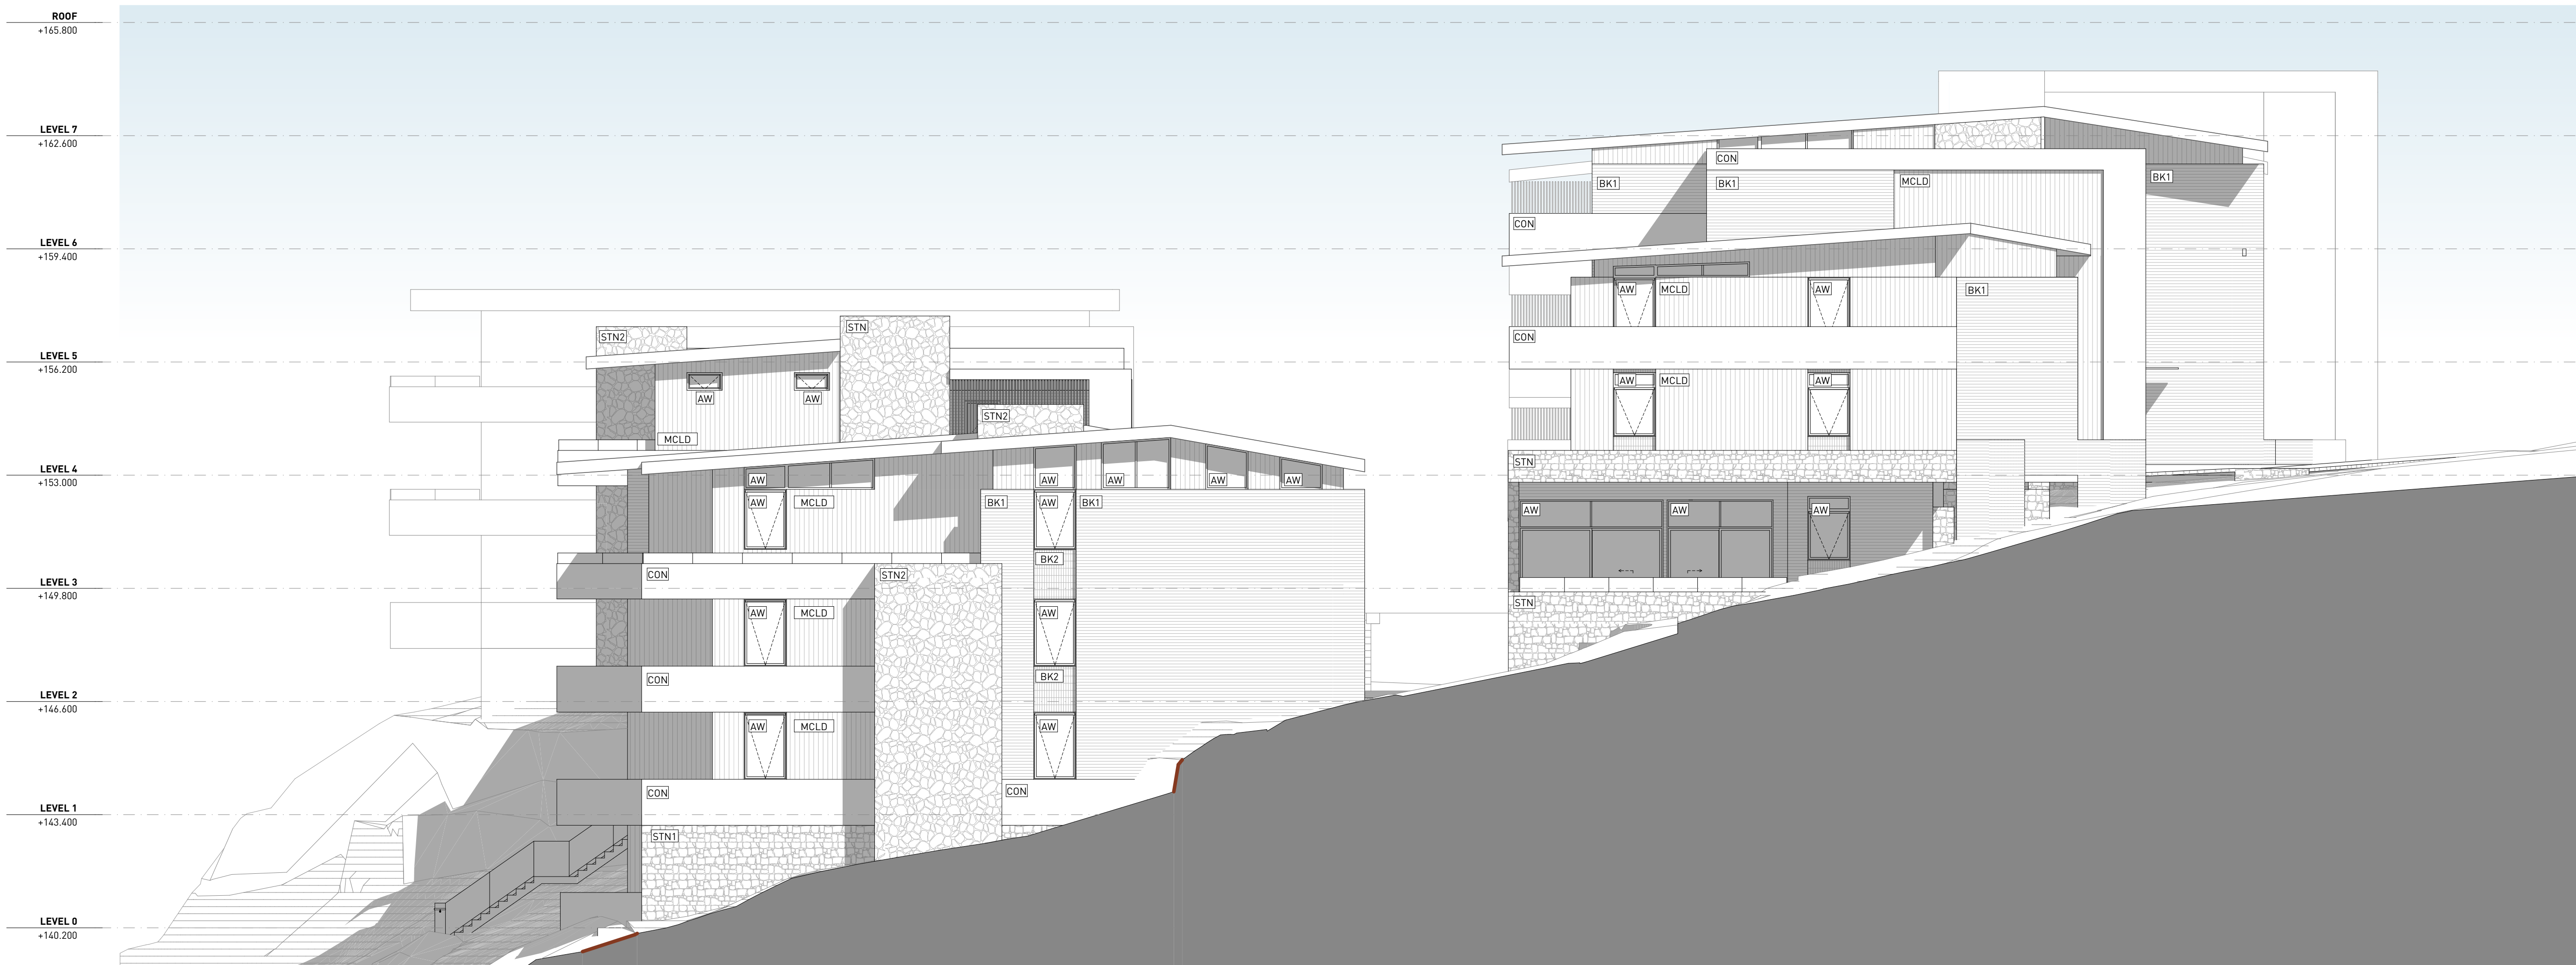 ROOF
+165.800
LEVEL 7
+162.600
CON
BK1
BK1
MCLD
BK1
CON
LEVEL 6
+159.400
AW
MCLD
AW
BK1
STN2
STN
CON
LEVEL 5
+156.200
AW
AW
AW
MCLD
AW
STN2
MCLD
STN
LEVEL 4
+153.000
AW
AW
AW
AW
AW
AW
MCLD
BK1
AW
BK1
AW
AW
AW
BK2
CON
STN2
LEVEL 3
+149.800
STN
AW
MCLD
AW
BK2
CON
LEVEL 2
+146.600
AW
MCLD
AW
CON
CON
LEVEL 1
+143.400
STN1
LEVEL 0
+140.200